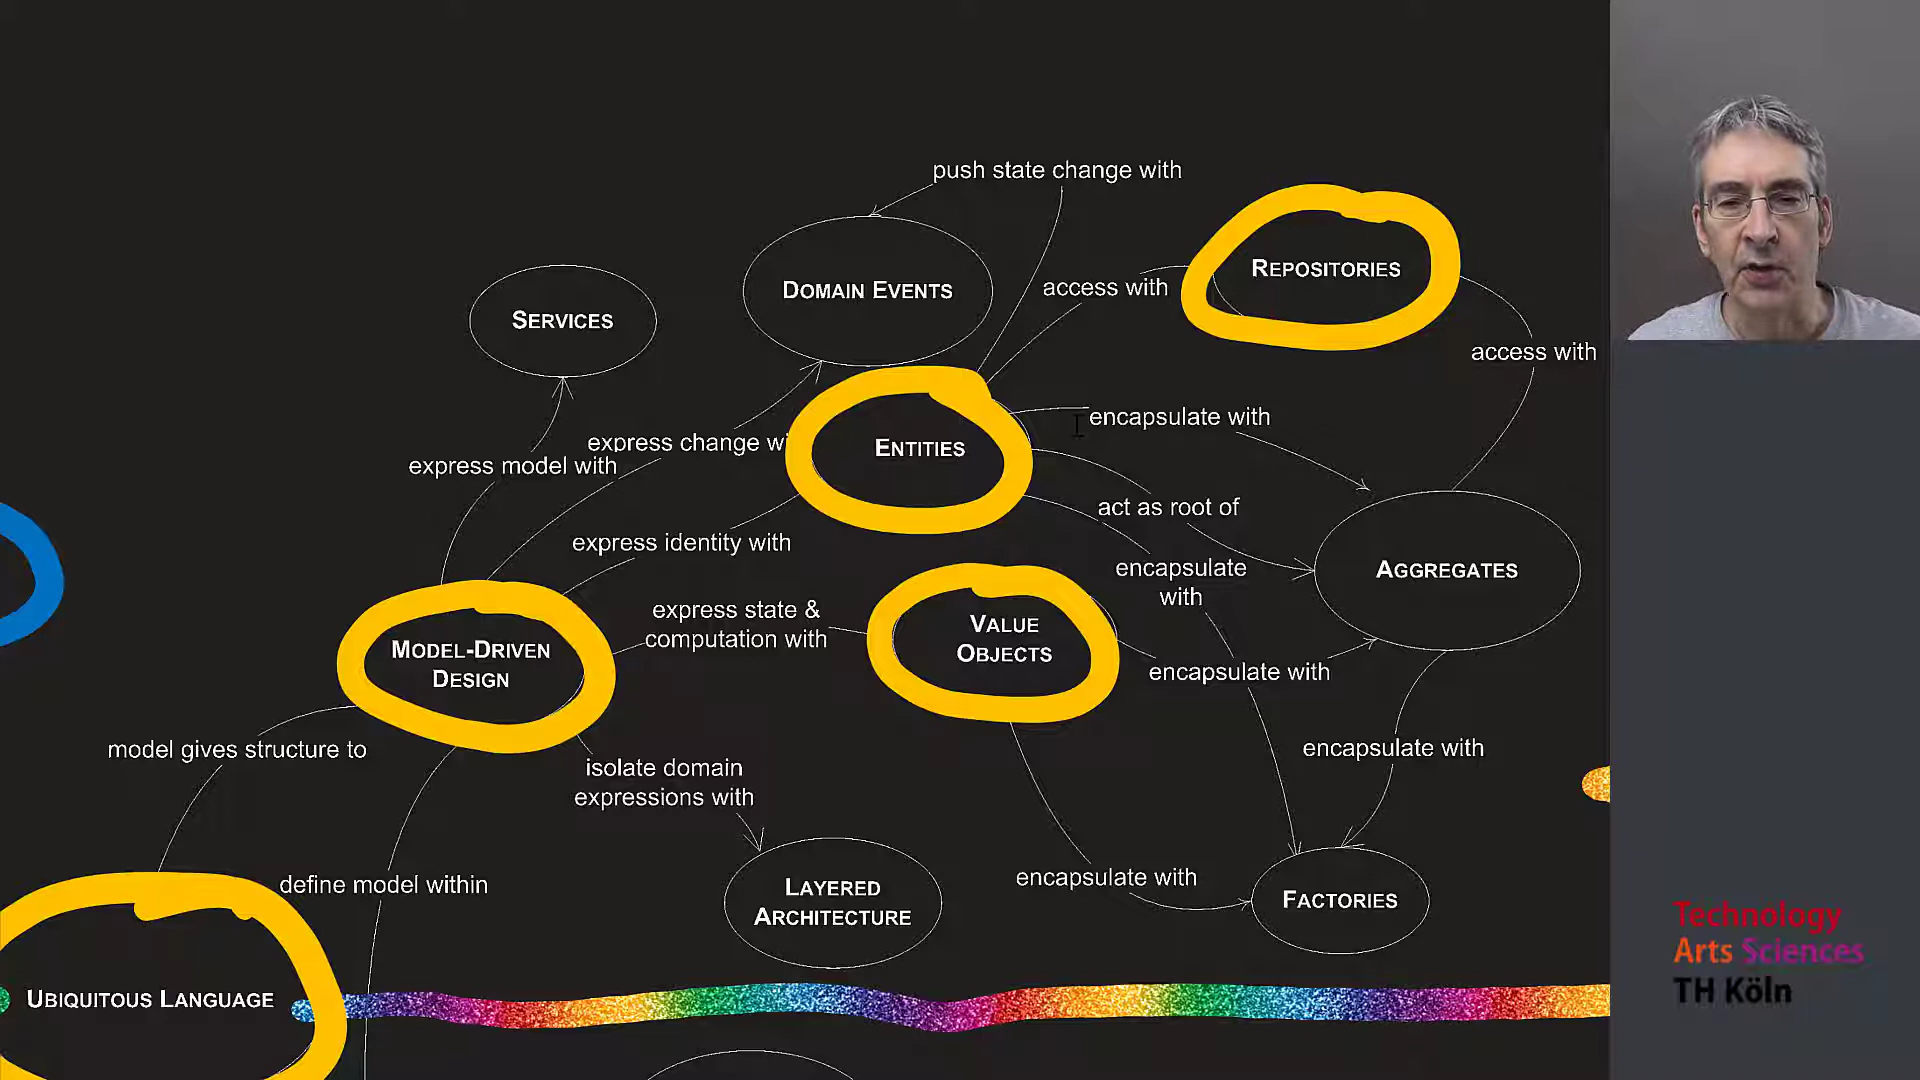 push state change with
REPOSITORIES
DOMAIN EVENTS
access with
SERVICES
access with
encapsulate with
express change wi
ENTITIES
express model with
act as root of
express identity with
encapsulate
with
AGGREGATES
express state &
computation with
VALUE
OBJECTS
MODEL-DRIVEN
DESIGN
encapsulate with
model gives structure to
encapsulate with
isolate domain
expressions with
define model within
encapsulate with
LAYERED
ARCHITECTURE
FACTORIES
UBIQUITOUS LANGUAGE
Technology
Arts Sciences
TH Köln